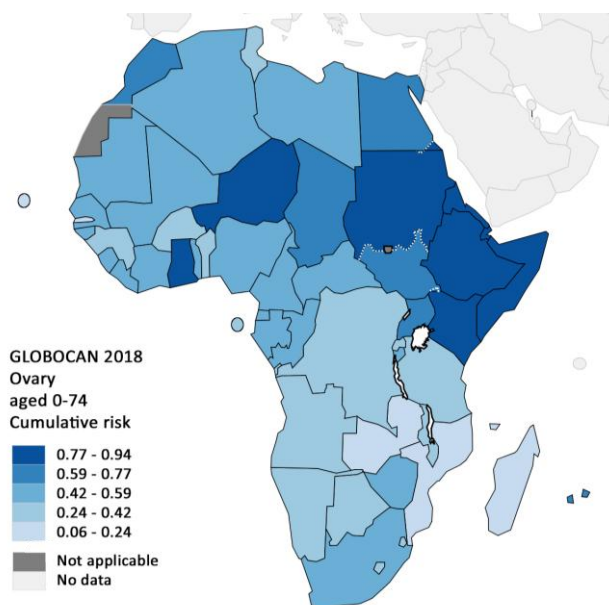 GLOBOCAN 2018
Ovary
aged 0-74
Cumulative risk
0.77 - 0.94
0.59 - 0.77
0.42 - 0.59
0.24 - 0.42
0.06 - 0.24
Not applicable
No data